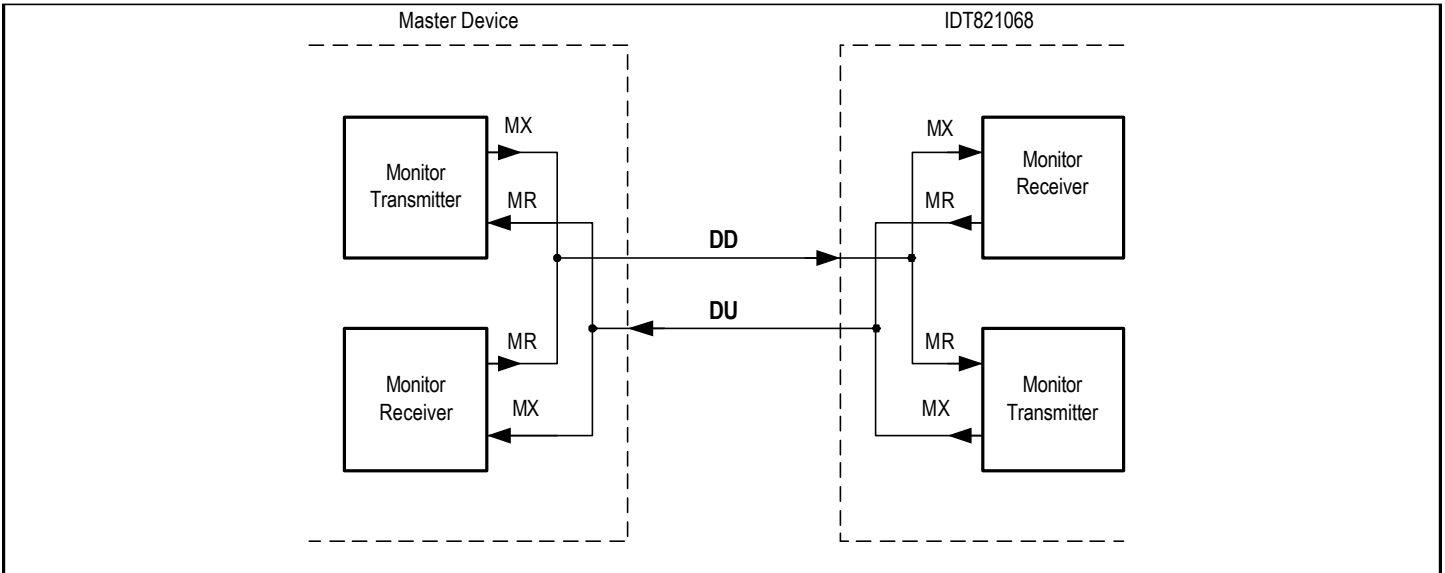 Master Device
IDT821068
MX
Monitor
Transmitter
MR
MX
Monitor
Receiver
MR
DD
DU
MR
Monitor
Receiver
MX
MR
Monitor
Transmitter
MX